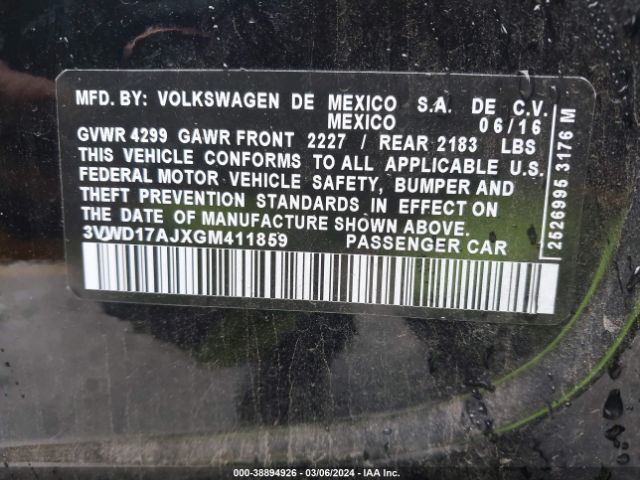 MFD. BY: VOLKSWAGEN DE MEXICO S.A. DE C.V.
MEXICO 06/16
GVWR 4299 GAWR FRONT 2227 / REAR 2183 LBS
THIS VEHICLE CONFORMS TO ALL APPLICABLE U.S.
FEDERAL MOTOR VEHICLE SAFETY, BUMPER AND
THEFT PREVENTION STANDARDS IN EFFECT ON
THE DATE OF MANUFACTURE SHOWN ABOVE.
3VWD17AJXGM411859 PASSENGER CAR
2526995 3176 M
000-38894926 - 03/06/2024 - IAA Inc.